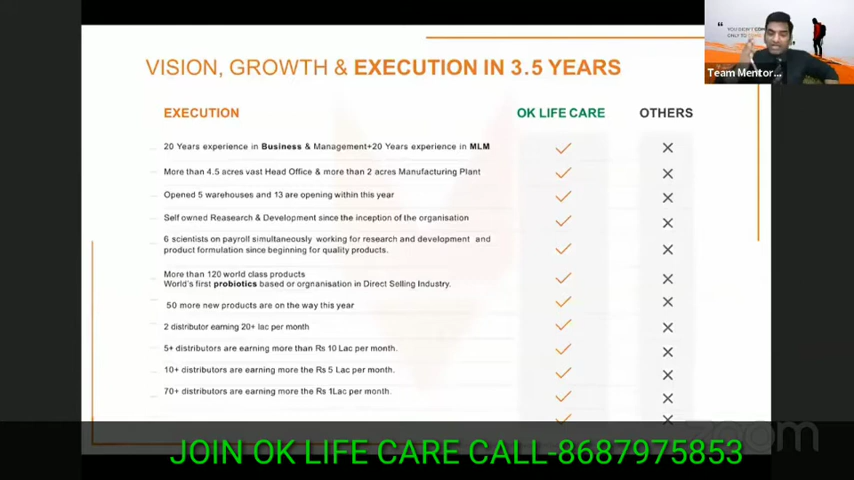 VISION, GROWTH & EXECUTION IN 3.5 YEARS
EXECUTION
OK LIFE CARE
OTHERS
20 Years experience in Business & Management+20 Years experience in MLM
More than 4.5 acres vast Head Office & more than 2 acres Manufacturing Plant
Opened 5 warehouses and 13 are opening within this year
Self owned Reasearch & Development since the inception of the organisation
6 scientists on payroll simultaneously working for research and development and
product formulation since beginning for quality products.
More than 120 world class products
World's first probiotics based or orgnanisation in Direct Selling Industry.
50 more new products are on the way this year
2 distributor earning 20+ lac per month
5+ distributors are earning more than Rs 10 Lac per month.
10+ distributors are earning more the Rs 5 Lac per month.
70+ distributors are earning more the Rs 1Lac per month.
YOU DIDN'T
ONLY TO
Team Mentor...
zoom
JOIN OK LIFE CARE CALL-8687975853